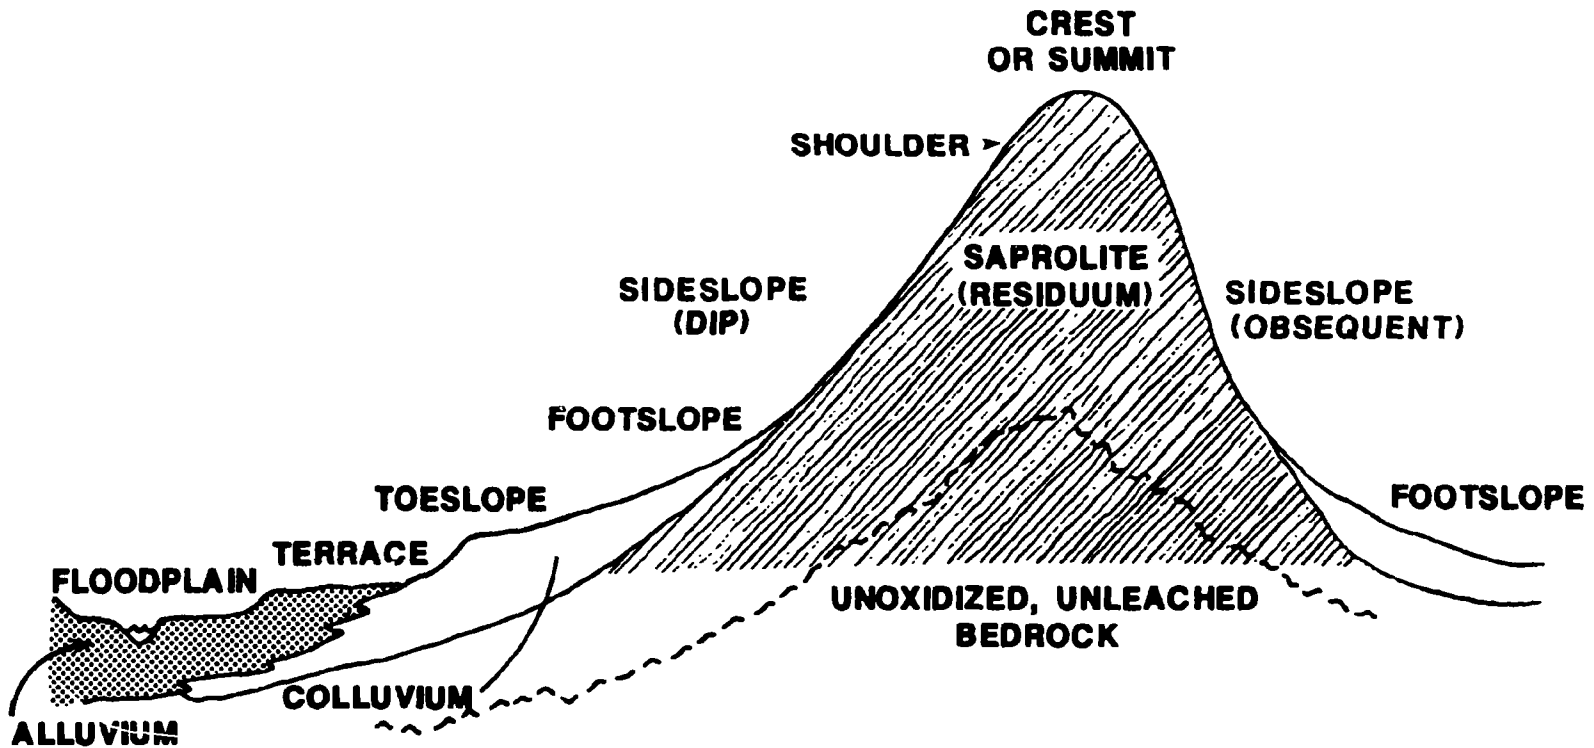 CREST
OR SUMMIT
SHOULDER
SAPROLITE
(RESIDUUM)
SIDESLOPE
(DIP)
SIDESLOPE
(OBSEQUENT)
FOOTSLOPE
TOESLOPE
FOOTSLOPE
TERRACE
FLOODPLAIN
UNOXIDIZED, UNLEACHED
BEDROCK
COLLUVIUM
ALLUVIUM